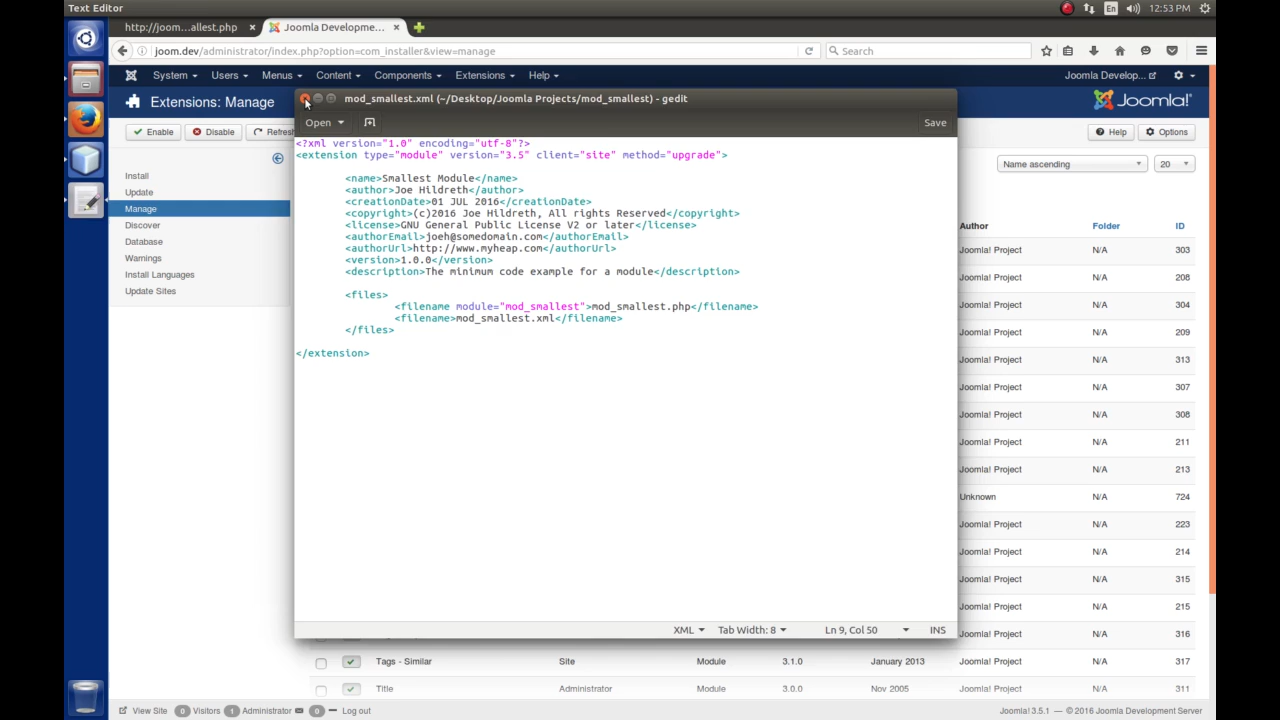 Text Editor
En
12:53 PM
http://joom...allest.php
Joomla Developme...
joom.dev/administrator/index.php?option=com_installer&view=manage
Search
System
Users
Menus
Content
Components
Extensions
Help
Joomla Develop...
Extensions: Manage
Joomla!
mod_smallest.xml (~/Desktop/Joomla Projects/mod_smallest) - gedit
Open
Save
Enable
Disable
Refresh
Help
Options
Name ascending
20
Install
Update
Manage
Discover
Database
Warnings
Install Languages
Update Sites
<?xml version="1.0" encoding="utf-8"?>
<extension type="module" version="3.5" client="site" method="upgrade">
<name>Smallest Module</name>
<author>Joe Hildreth</author>
<creationDate>01 JUL 2016</creationDate>
<copyright>(c)2016 Joe Hildreth, All rights Reserved</copyright>
<license>GNU General Public License V2 or later</license>
<authorEmail>joeh@somedomain.com</authorEmail>
<authorUrl>http://www.myheap.com</authorUrl>
<version>1.0.0</version>
<description>The minimum code example for a module</description>
<files>
<filename module="mod_smallest">mod_smallest.php</filename>
<filename>mod_smallest.xml</filename>
</files>
</extension>
XML
Tab Width: 8
Ln 9, Col 50
INS
Author Folder ID
Joomla! Project N/A 303
Joomla! Project N/A 208
Joomla! Project N/A 304
Joomla! Project N/A 209
Joomla! Project N/A 313
Joomla! Project N/A 307
Joomla! Project N/A 308
Joomla! Project N/A 211
Joomla! Project N/A 213
Unknown N/A 724
Joomla! Project N/A 223
Joomla! Project N/A 214
Joomla! Project N/A 315
Joomla! Project N/A 215
Joomla! Project N/A 316
Tags - Similar Site Module 3.1.0 January 2013 Joomla! Project N/A 317
Title Administrator Module 3.0.0 Nov 2005 Joomla! Project N/A 311
View Site 0 Visitors 1 Administrator 0 Log out
Joomla! 3.5.1 — © 2016 Joomla Development Server